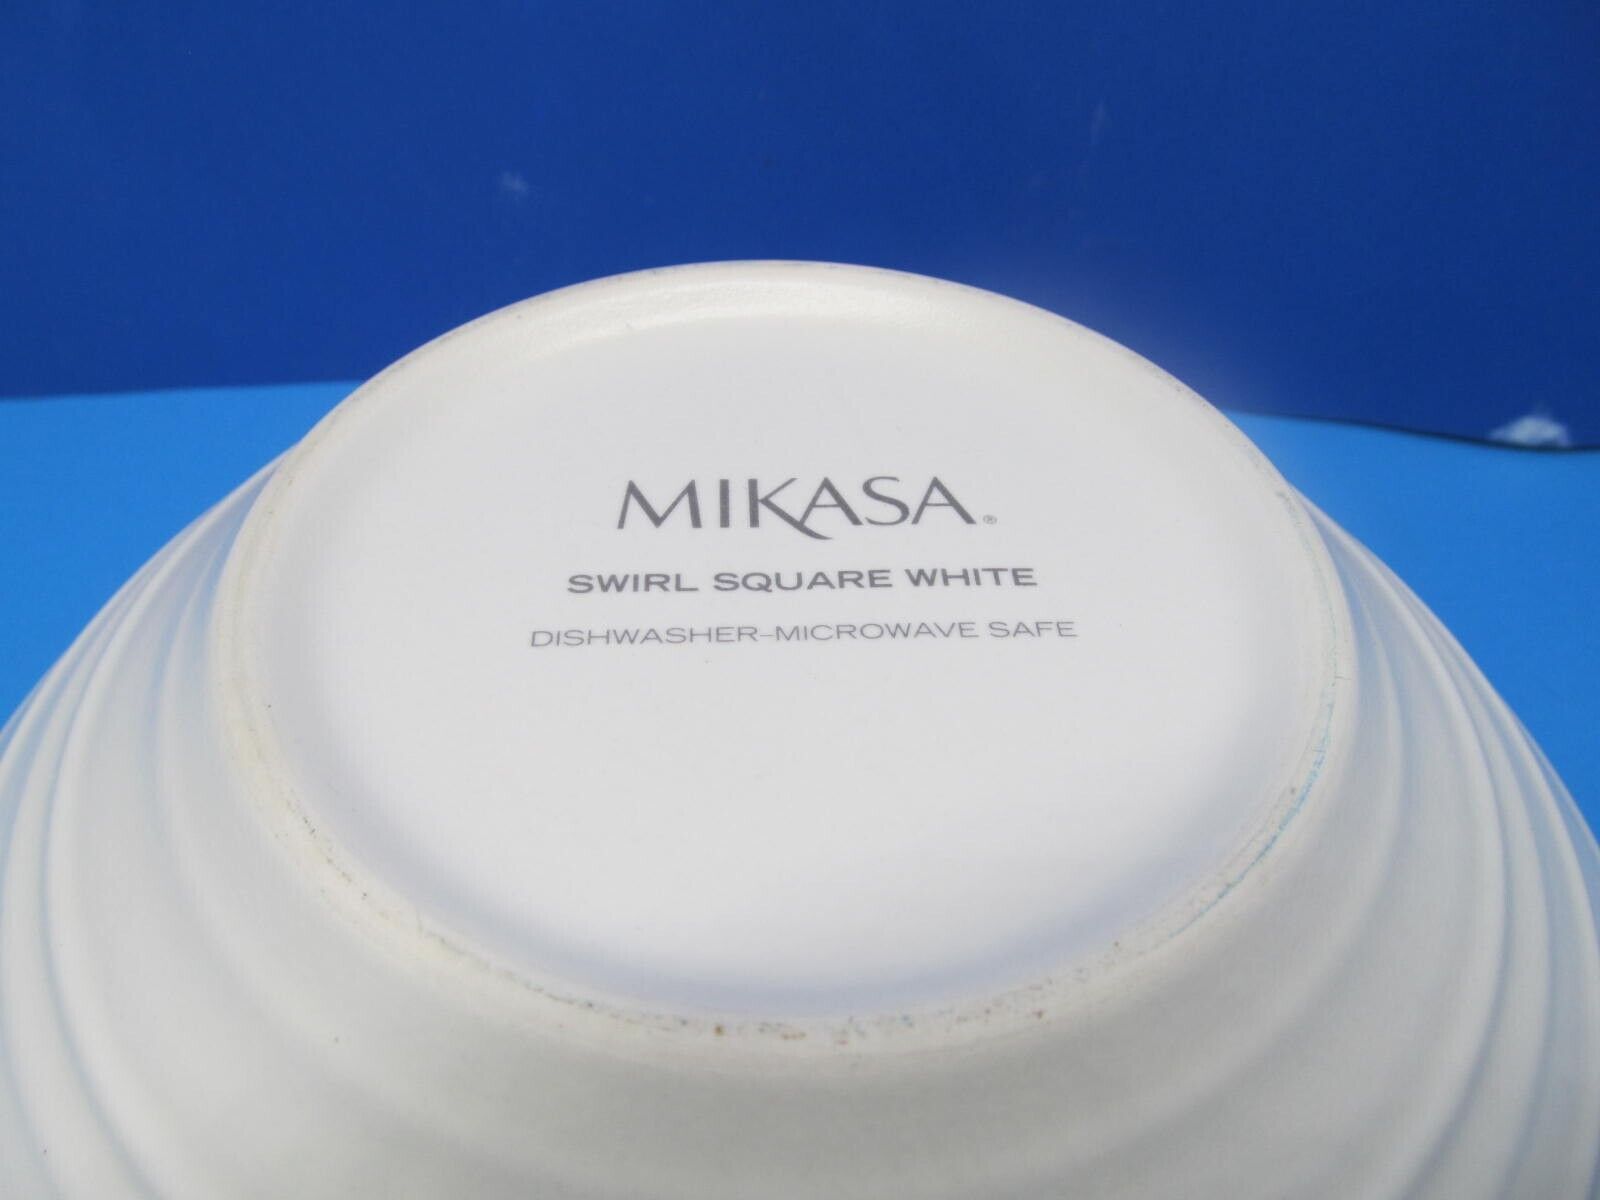 MIKASA®
SWIRL SQUARE WHITE
DISHWASHER–MICROWAVE SAFE